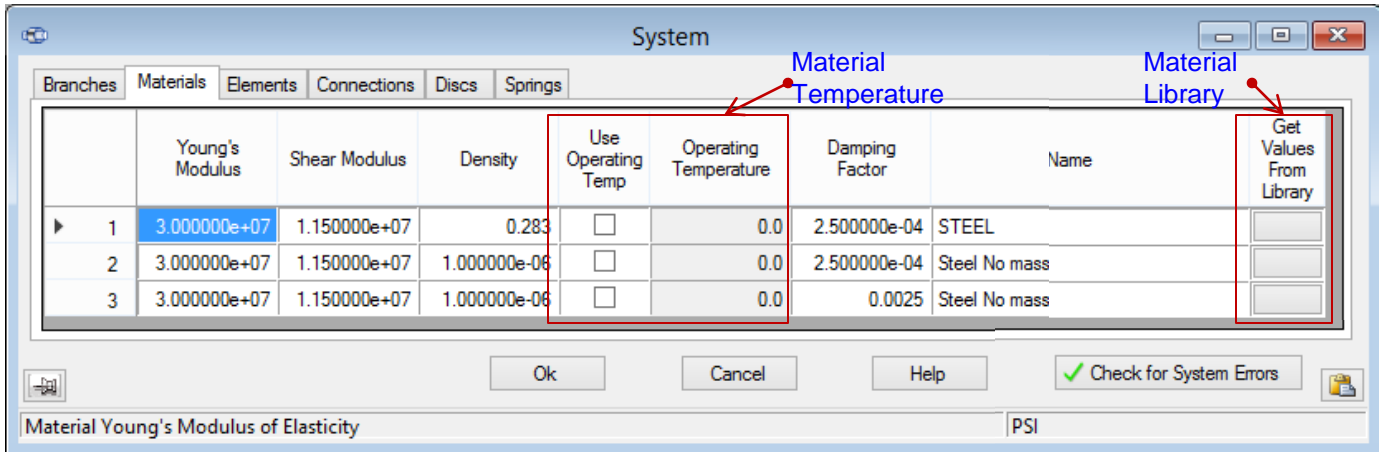 System
Material
Temperature
Material
Library
Branches Materials Elements Connections Discs Springs
Young's
Modulus
Shear Modulus
Density
Use
Operating
Temp
Operating
Temperature
Damping
Factor
Name
Get
Values
From
Library
1 3.000000e+07 1.150000e+07 0.283 0.0 2.500000e-04 STEEL
2 3.000000e+07 1.150000e+07 1.000000e-06 0.0 2.500000e-04 Steel No mass
3 3.000000e+07 1.150000e+07 1.000000e-06 0.0 0.0025 Steel No mass
Ok Cancel Help Check for System Errors
Material Young's Modulus of Elasticity PSI